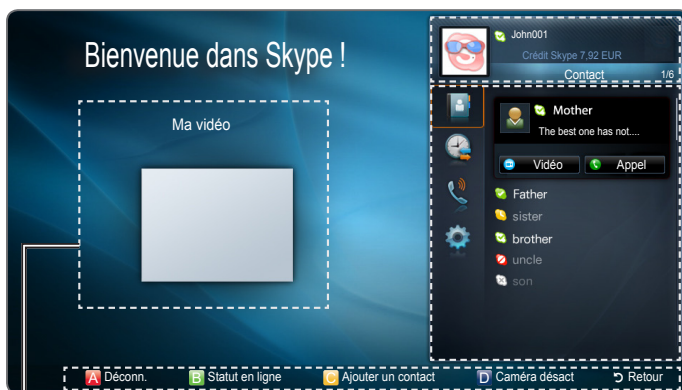 Bienvenue dans Skype !
Ma vidéo
John001
Crédit Skype 7,92 EUR
Contact 1/6
Mother
The best one has not....
Vidéo Appel
Father
sister
brother
uncle
son
A Déconn. B Statut en ligne C Ajouter un contact D Caméra désact Retour